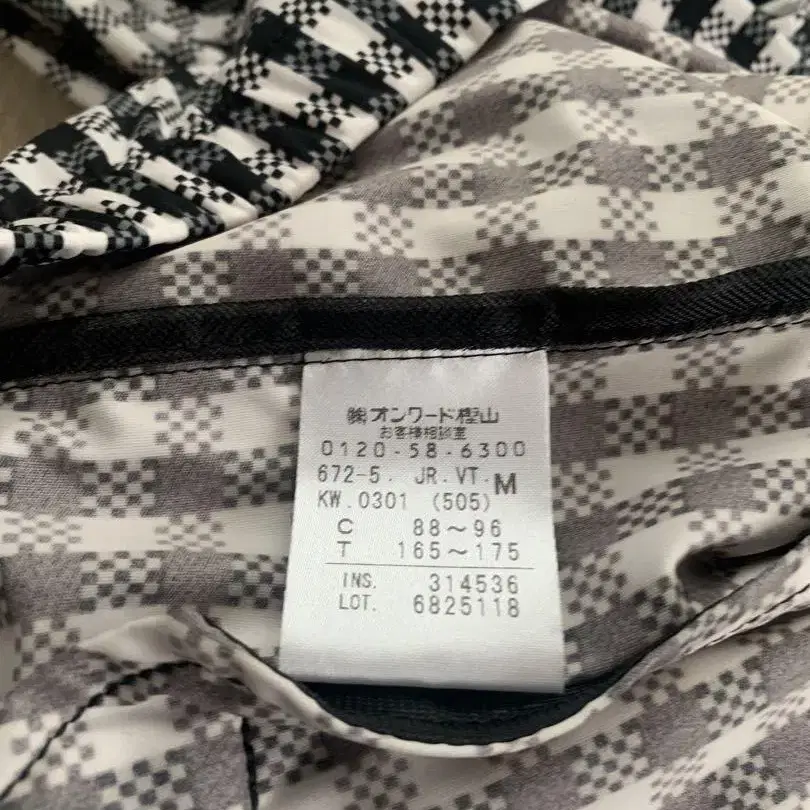 ㈱オンワード樫山
お客様相談室
0120-58-6300
672-5. JR.VT. M
KW.0301 (505)
C 88～96
T 165～175
INS. 314536
LOT. 6825118